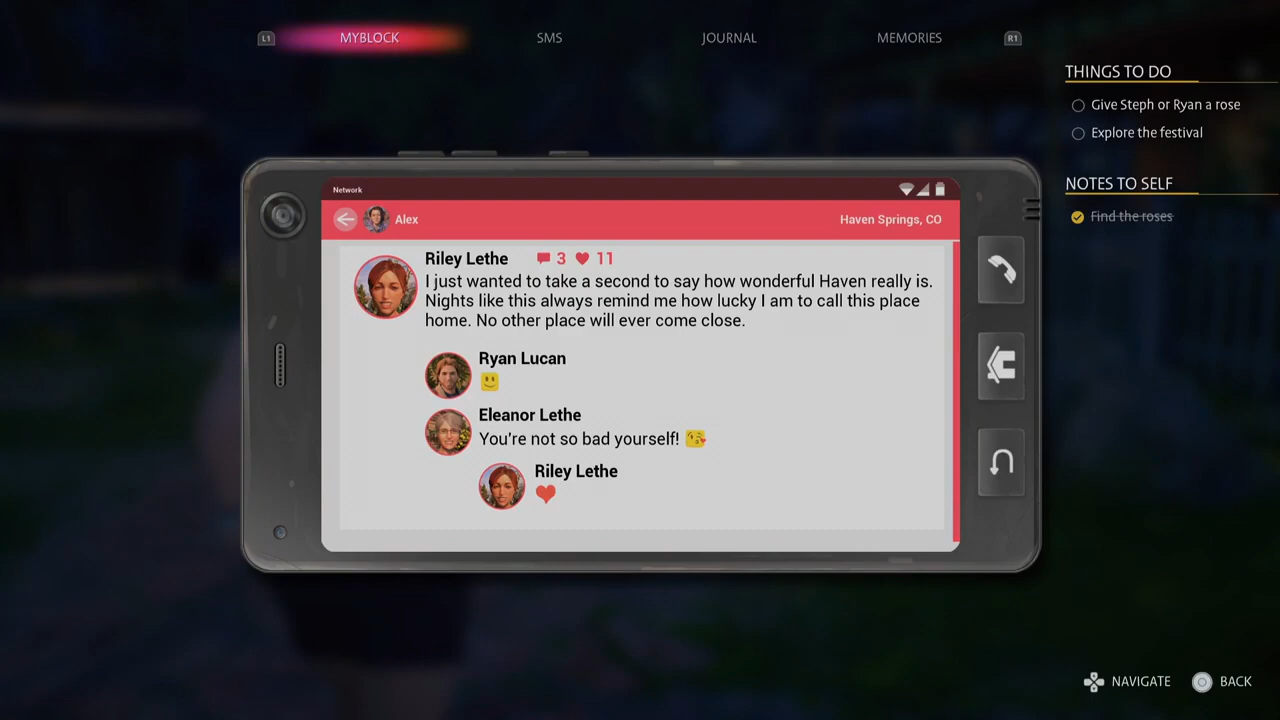 L1
MYBLOCK
SMS
JOURNAL
MEMORIES
R1
THINGS TO DO
Give Steph or Ryan a rose
Explore the festival
NOTES TO SELF
Find the roses
Network
Alex
Haven Springs, CO
Riley Lethe 3 11
I just wanted to take a second to say how wonderful Haven really is.
Nights like this always remind me how lucky I am to call this place
home. No other place will ever come close.
Ryan Lucan
Eleanor Lethe
You're not so bad yourself!
Riley Lethe
NAVIGATE
BACK